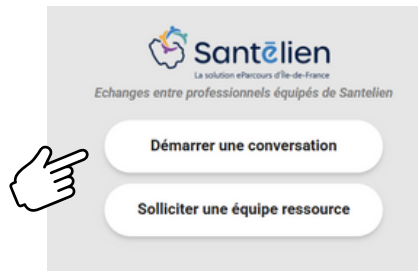 Santélien
La solution eParcours d'Île-de-France
Echanges entre professionnels équipés de Santelien
Démarrer une conversation
Solliciter une équipe ressource